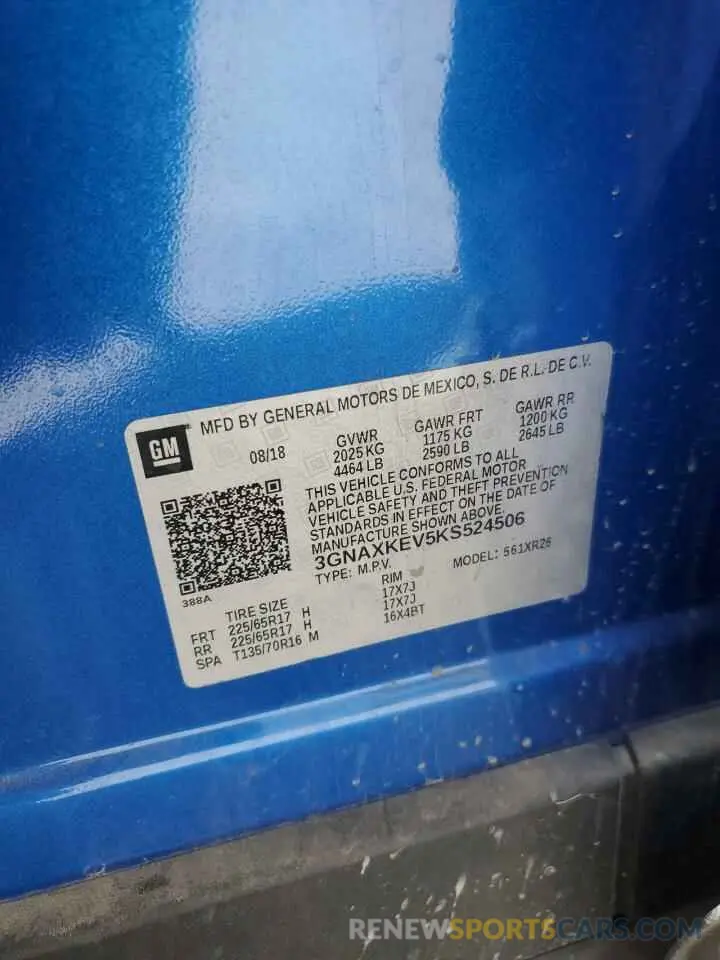 MFD BY GENERAL MOTORS DE MEXICO, S. DE R.L. DE C.V.
GM
08/18
GVWR GAWR FRT GAWR RR
2025 KG 1175 KG 1200 KG
4464 LB 2590 LB 2645 LB
THIS VEHICLE CONFORMS TO ALL
APPLICABLE U.S. FEDERAL MOTOR
VEHICLE SAFETY AND THEFT PREVENTION
STANDARDS IN EFFECT ON THE DATE OF
MANUFACTURE SHOWN ABOVE.
3GNAXKEV5KS524506
TYPE: M.P.V. MODEL: 561XR26
388A
TIRE SIZE RIM
FRT 225/65R17 H 17X7J
RR 225/65R17 H 17X7J
SPA T135/70R16 M 16X4BT
RENEWSPORTSCARS.COM